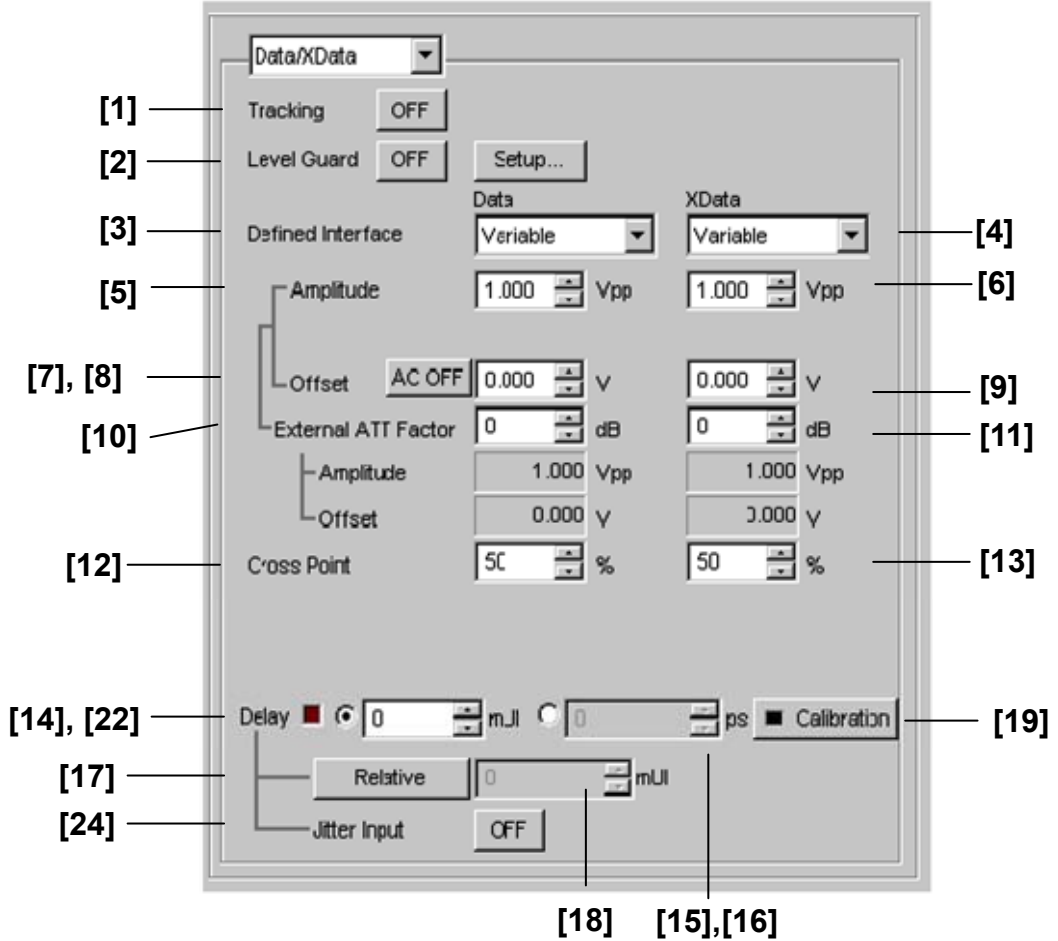 Data/XData
[1] Tracking OFF
[2] Level Guard OFF Setup...
Data XData
[3] Defined Interface Variable Variable [4]
[5] Amplitude 1.000 Vpp 1.000 Vpp [6]
[7], [8] Offset AC OFF 0.000 V 0.000 V [9]
[10] External ATT Factor 0 dB 0 dB [11]
Amplitude 1.000 Vpp 1.000 Vpp
Offset 0.000 V 0.000 V
[12] Cross Point 50 % 50 % [13]
[14], [22] Delay 0 mUI 0 ps Calibration [19]
[17] Relative 0 mUI
[24] Jitter Input OFF
[18] [15],[16]